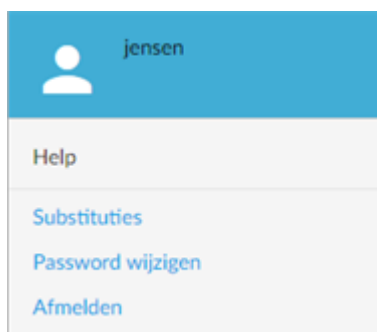 jensen
Help
Substituties
Password wijzigen
Afmelden